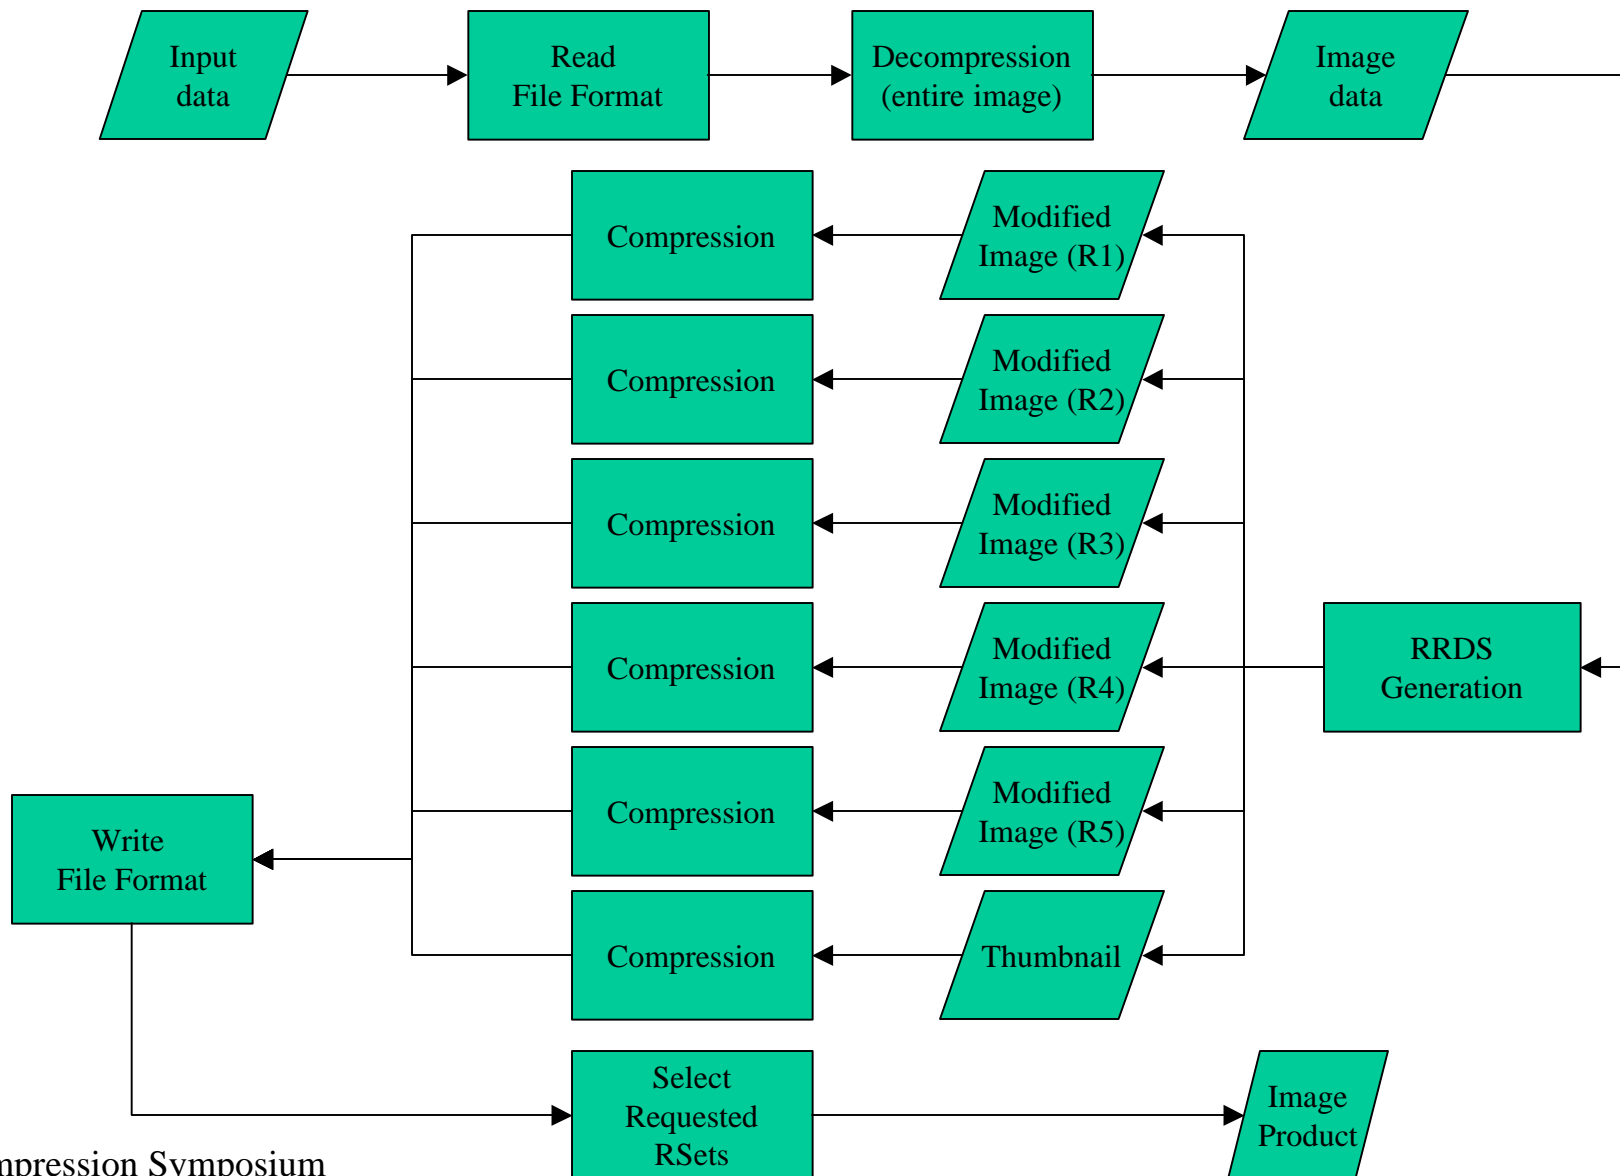 Input
data
Read
File Format
Decompression
(entire image)
Image
data
Compression
Modified
Image (R1)
Compression
Modified
Image (R2)
Compression
Modified
Image (R3)
Compression
Modified
Image (R4)
RRDS
Generation
Compression
Modified
Image (R5)
Write
File Format
Compression
Thumbnail
Select
Requested
RSets
Image
Product
mpression Symposium